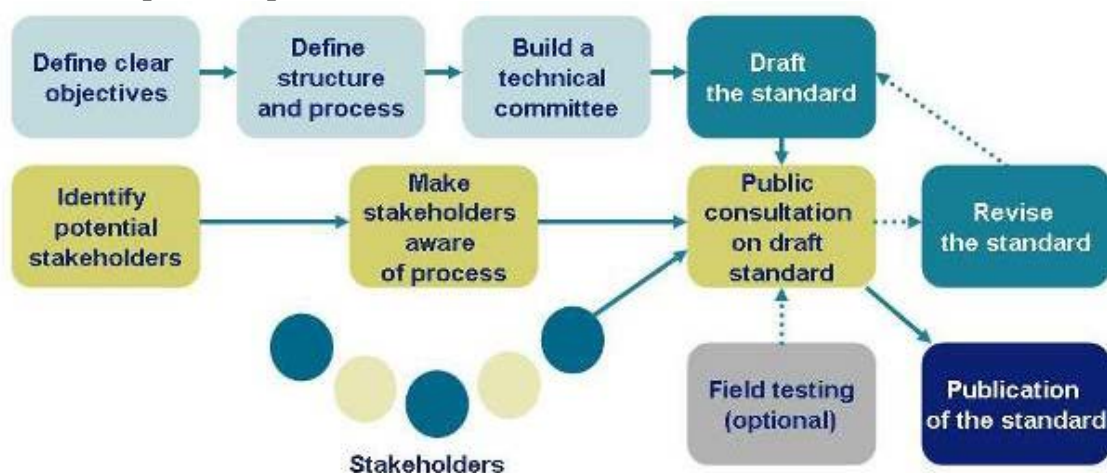 Define clear
objectives
Define
structure
and process
Build a
technical
committee
Draft
the standard
Identify
potential
stakeholders
Make
stakeholders
aware
of process
Public
consultation
on draft
standard
Revise
the standard
Field testing
(optional)
Publication
of the standard
Stakeholders